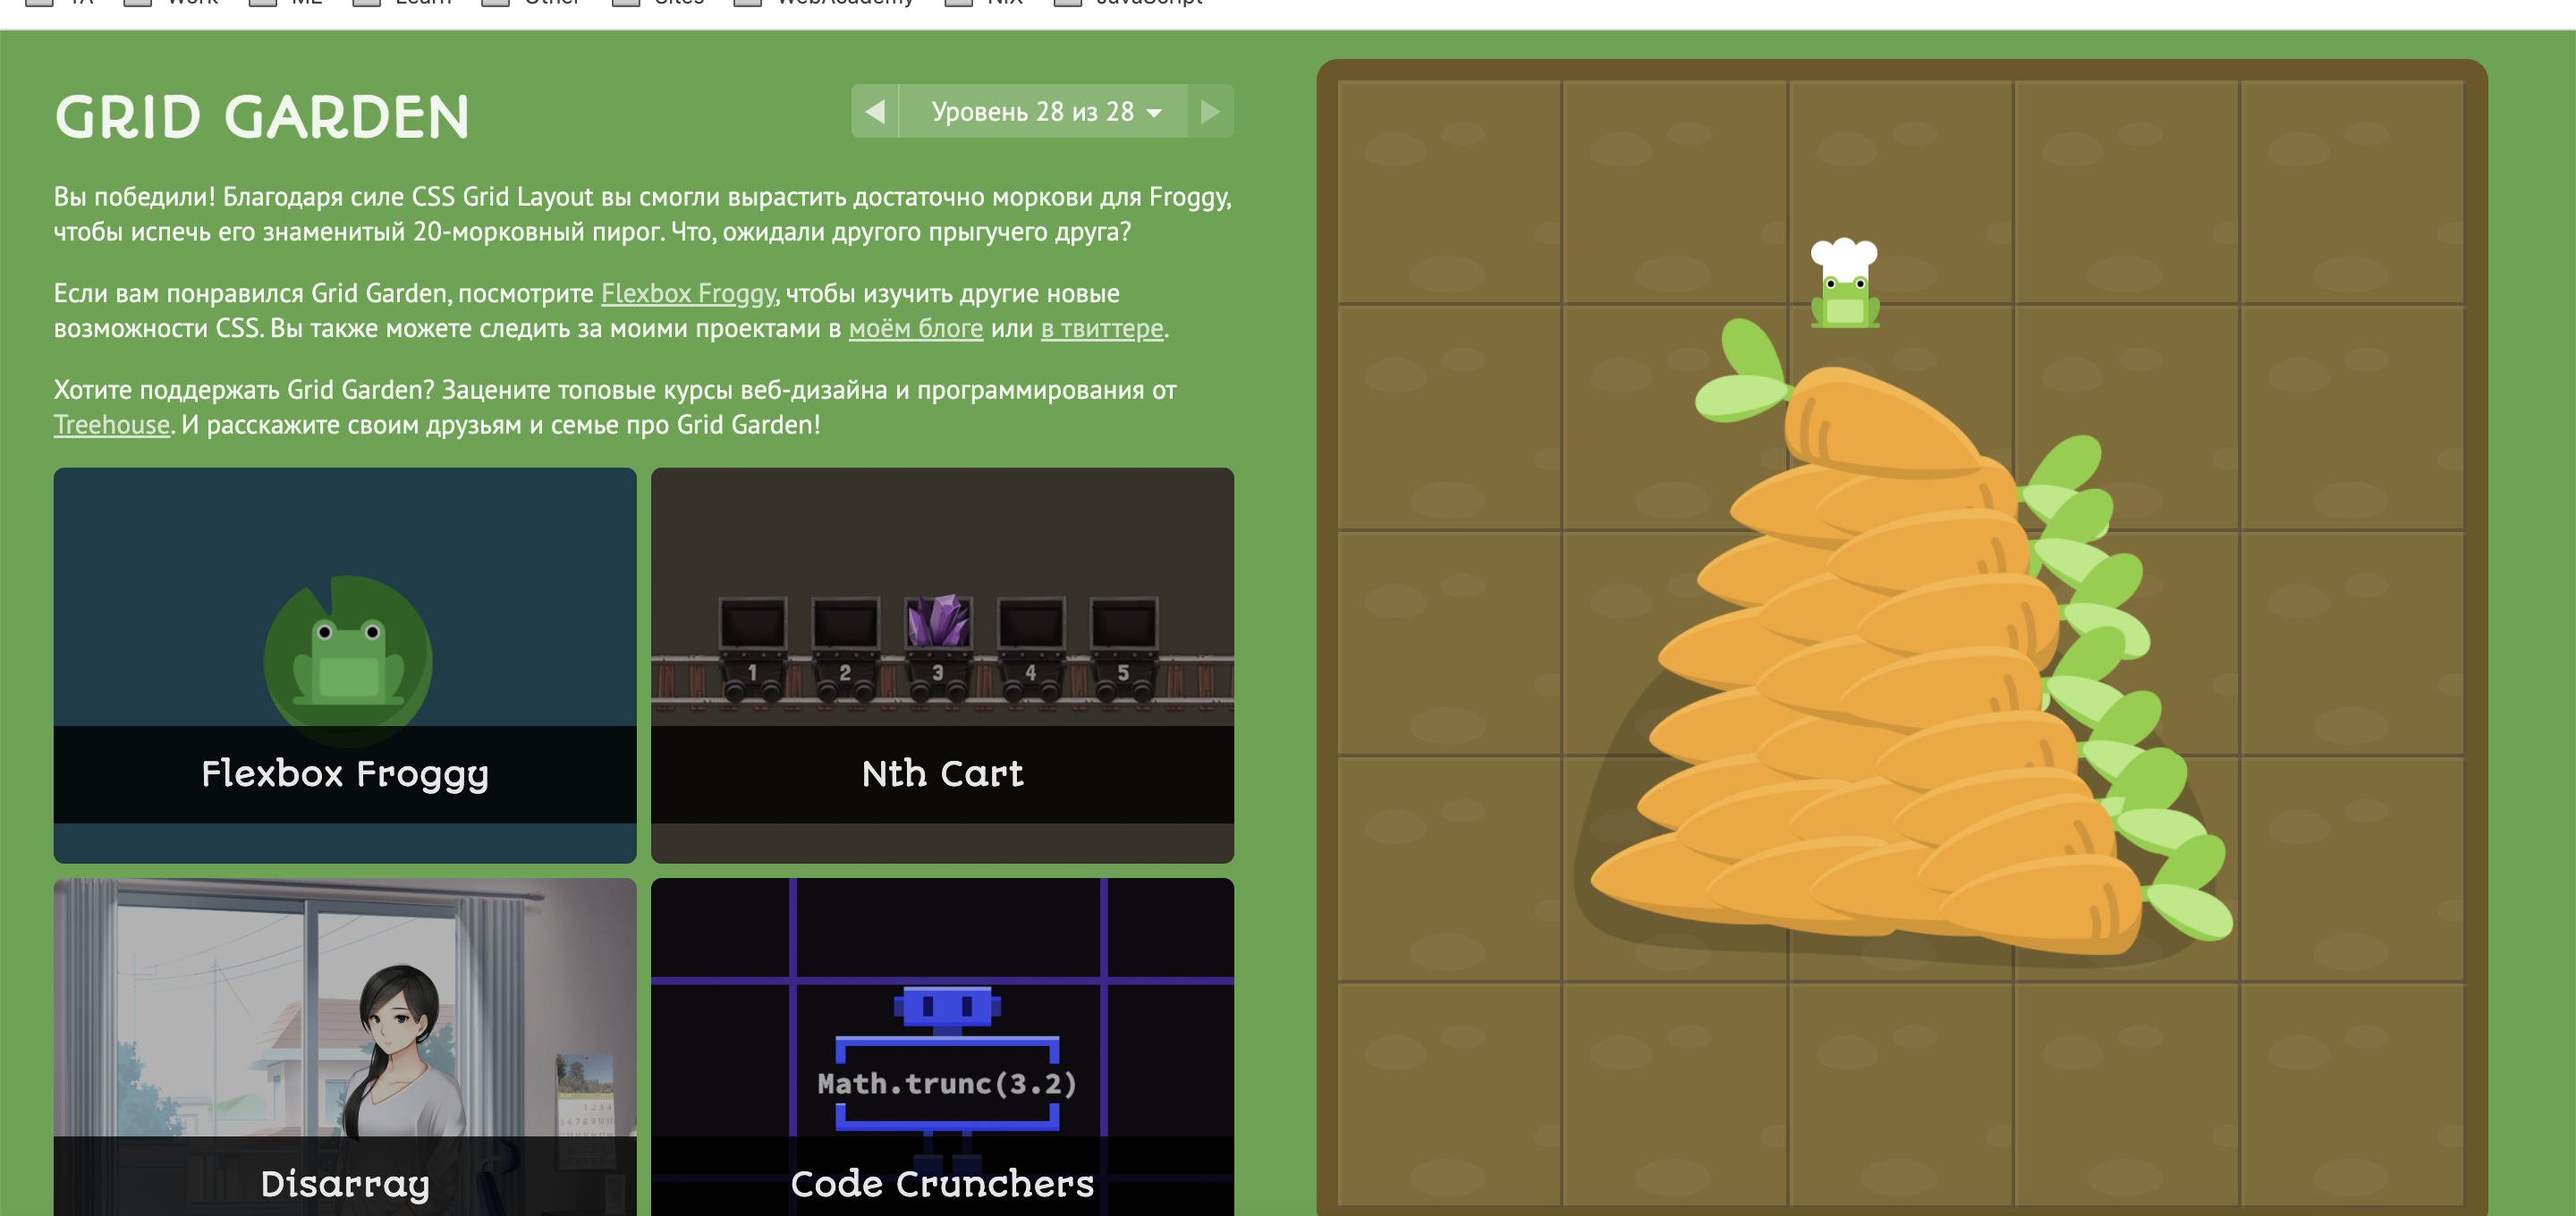 GRID GARDEN
Уровень 28 из 28
Вы победили! Благодаря силе CSS Grid Layout вы смогли вырастить достаточно моркови для Froggy,
чтобы испечь его знаменитый 20-морковный пирог. Что, ожидали другого прыгучего друга?
Если вам понравился Grid Garden, посмотрите Flexbox Froggy, чтобы изучить другие новые
возможности CSS. Вы также можете следить за моими проектами в моём блоге или в твиттере.
Хотите поддержать Grid Garden? Зацените топовые курсы веб-дизайна и программирования от
Treehouse. И расскажите своим друзьям и семье про Grid Garden!
1 2 3 4 5
Flexbox Froggy
Nth Cart
Math.trunc(3.2)
Disarray
Code Crunchers